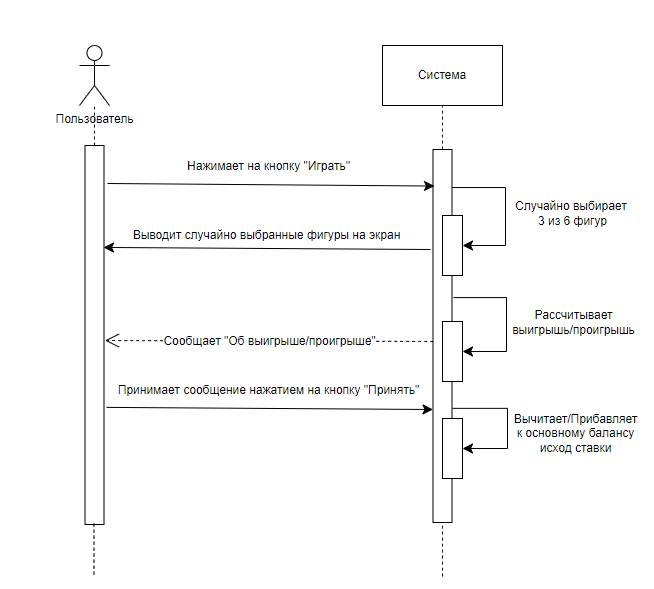 Пользователь
Система
Нажимает на кнопку "Играть"
Случайно выбирает
3 из 6 фигур
Выводит случайно выбранные фигуры на экран
Рассчитывает
выигрышь/проигрышь
Сообщает "Об выигрыше/проигрыше"
Принимает сообщение нажатием на кнопку "Принять"
Вычитает/Прибавляет
к основному балансу
исход ставки